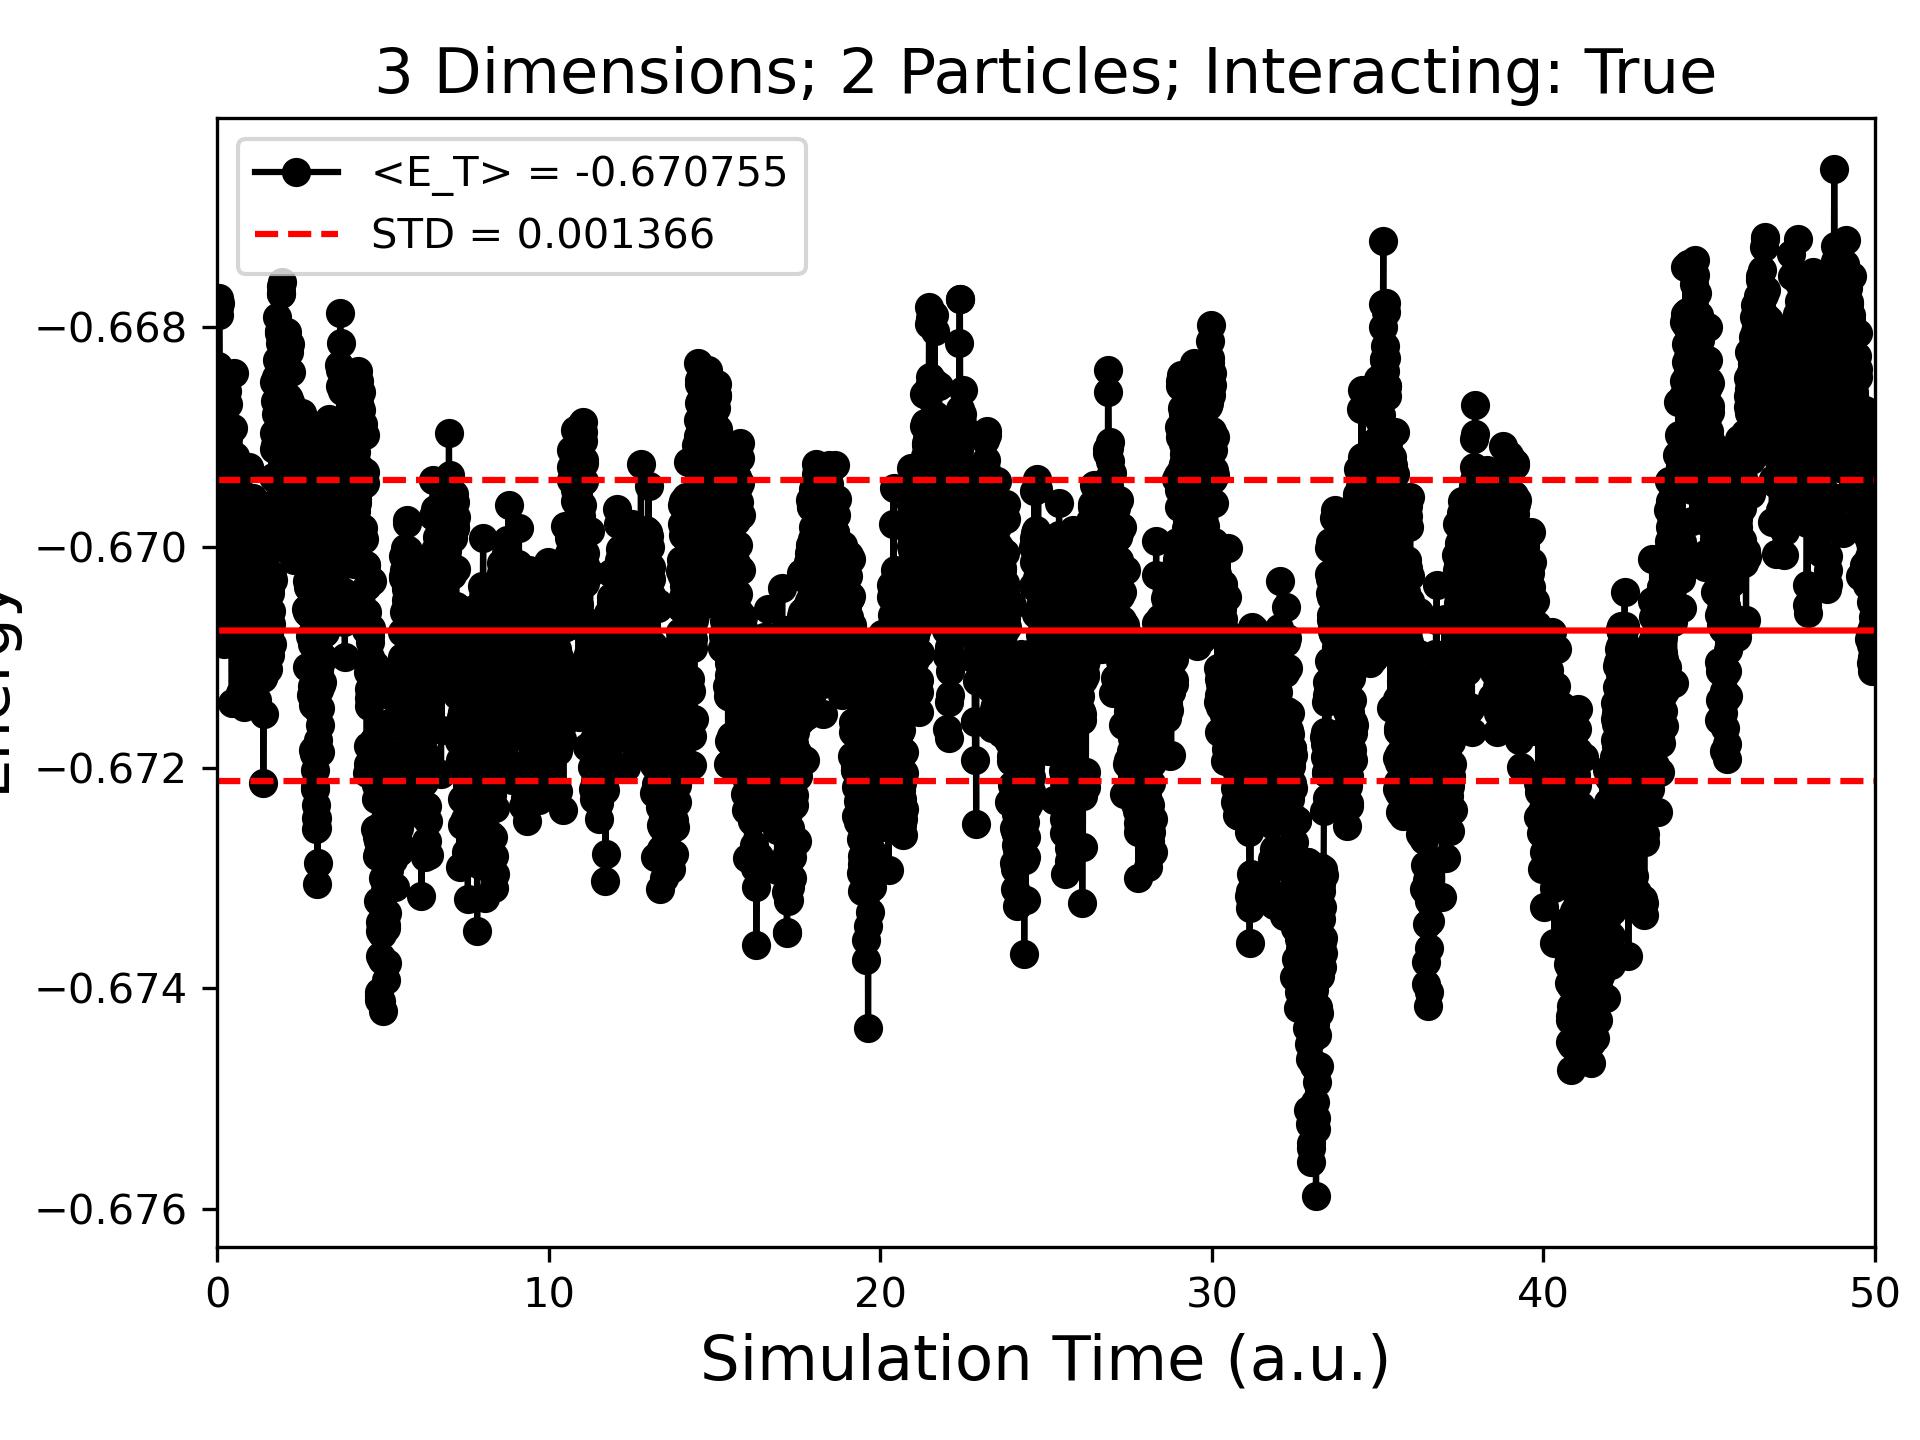 3 Dimensions; 2 Particles; Interacting: True
<E_T> = -0.670755
STD = 0.001366
−0.668
−0.670
−0.672
−0.674
−0.676
0 10 20 30 40 50
Simulation Time (a.u.)